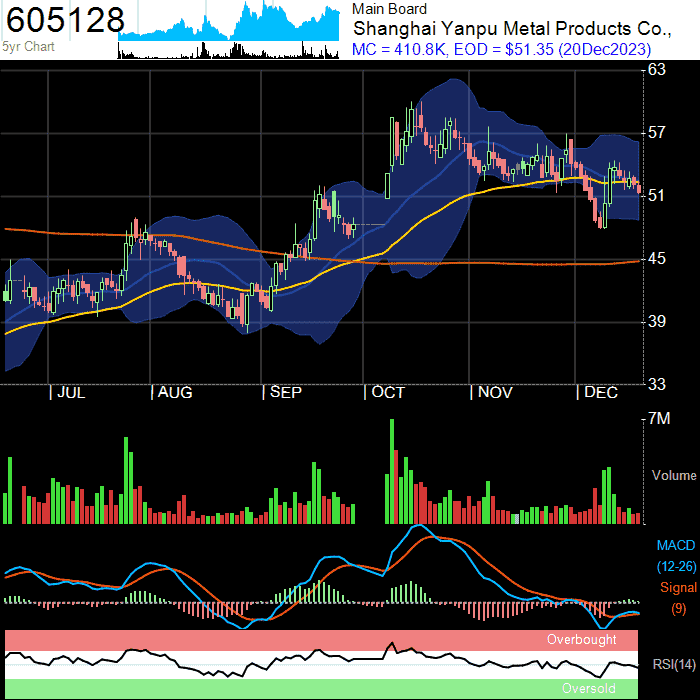 605128
5yr Chart
Main Board
Shanghai Yanpu Metal Products Co.,
MC = 410.8K, EOD = $51.35 (20Dec2023)
63
57
51
45
39
33
| JUL | AUG | SEP | OCT | NOV | DEC
7M
Volume
MACD
(12-26)
Signal
(9)
Overbought
RSI(14)
Oversold